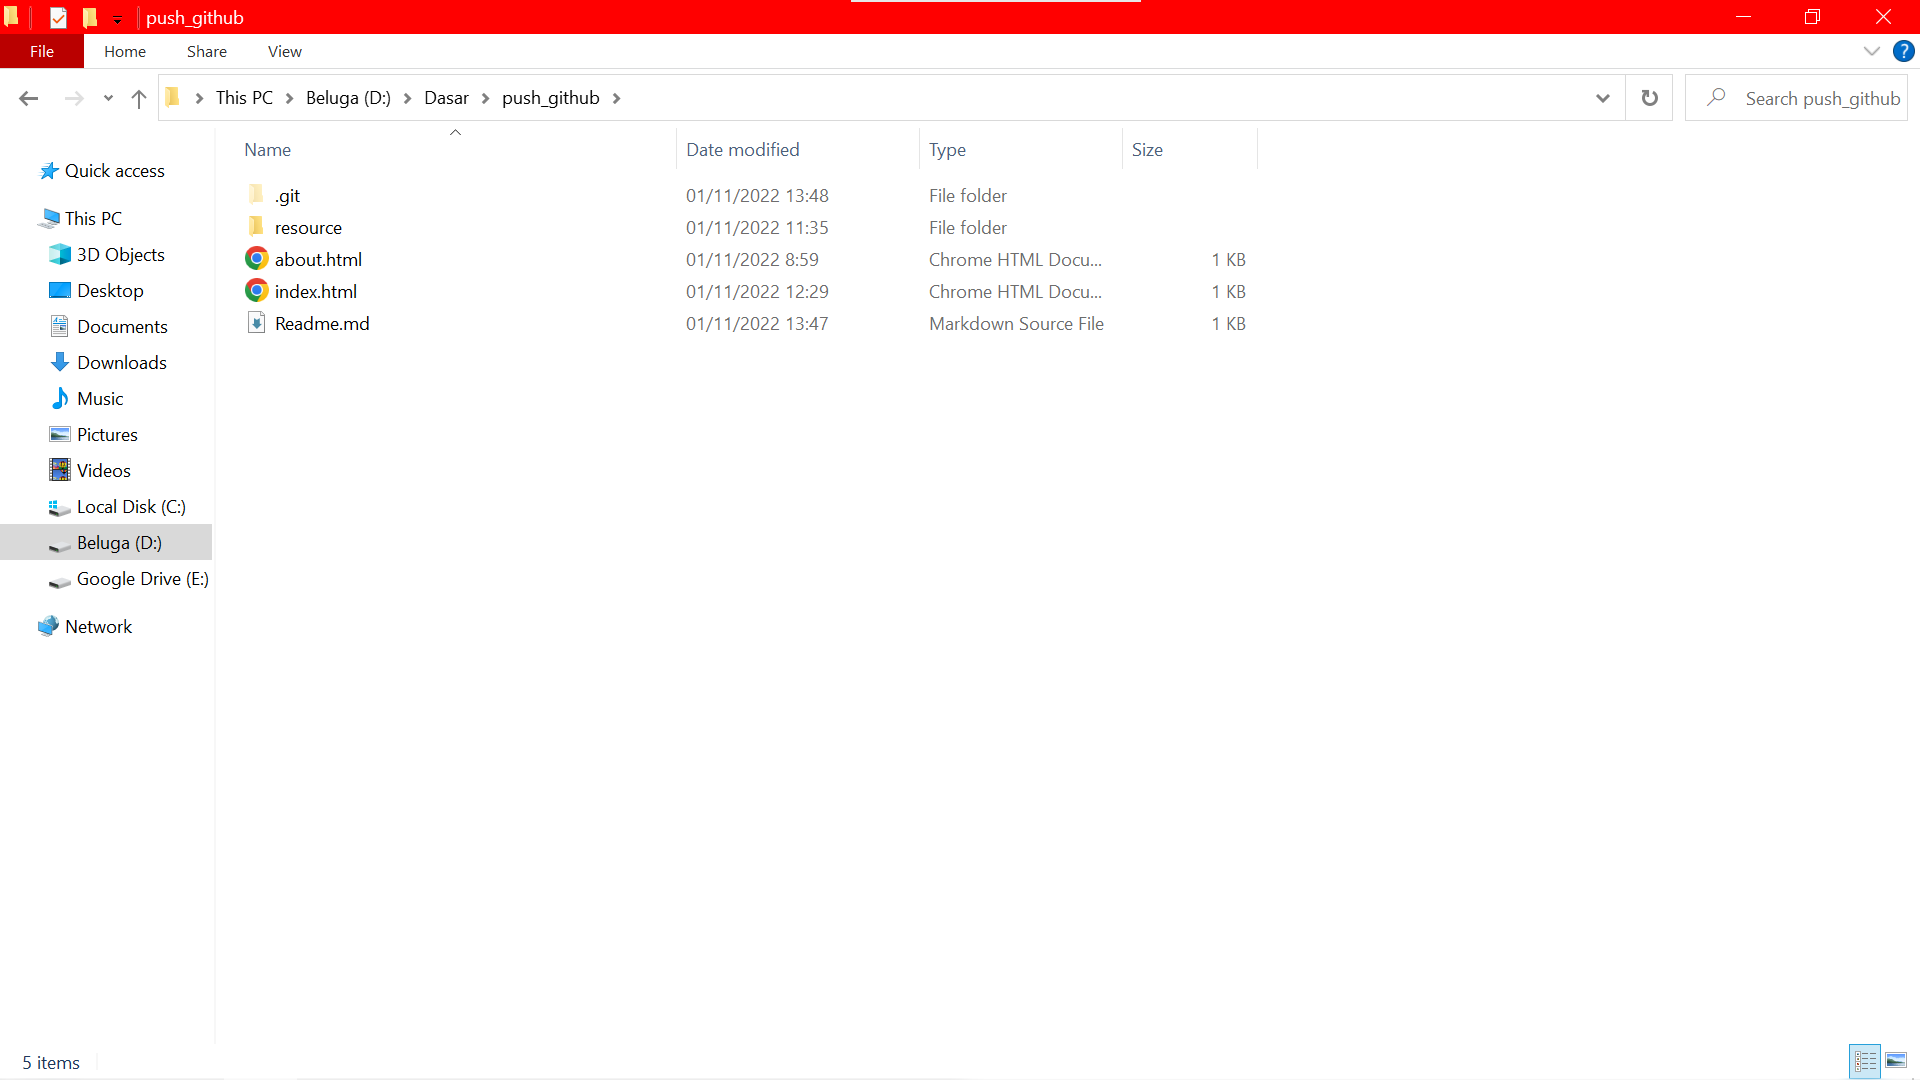 push_github
File Home Share View
This PC Beluga (D:) Dasar push_github Search push_github
Name Date modified Type Size
Quick access
This PC
3D Objects
Desktop
Documents
Downloads
Music
Pictures
Videos
Local Disk (C:)
Beluga (D:)
Google Drive (E:)
Network
.git 01/11/2022 13:48 File folder
resource 01/11/2022 11:35 File folder
about.html 01/11/2022 8:59 Chrome HTML Docu... 1 KB
index.html 01/11/2022 12:29 Chrome HTML Docu... 1 KB
Readme.md 01/11/2022 13:47 Markdown Source File 1 KB
5 items